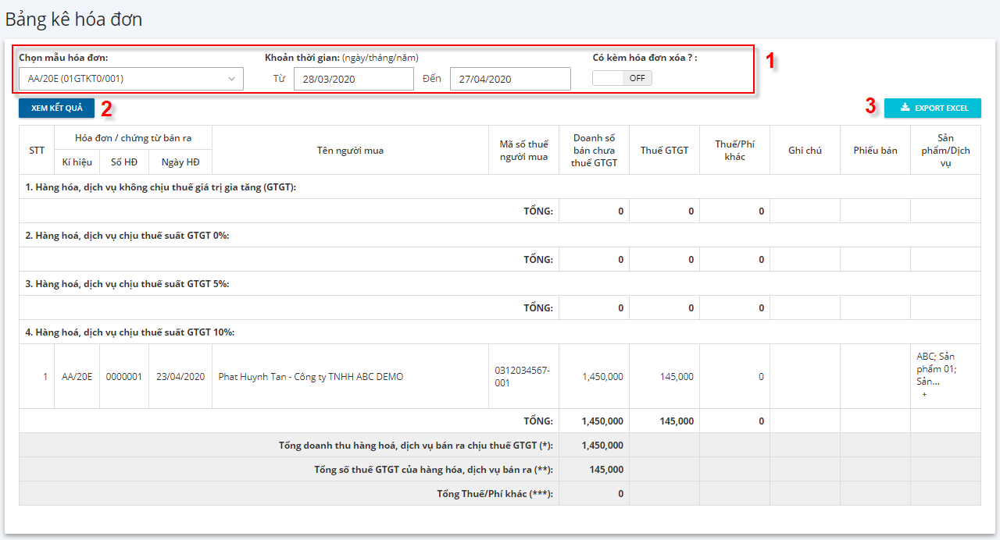 Bảng kê hóa đơn
Chọn mẫu hóa đơn: Khoản thời gian: (ngày/tháng/năm) Có kèm hóa đơn xóa ? : 1
AA/20E (01GTKT0/001) Từ 28/03/2020 Đến 27/04/2020 OFF
XEM KẾT QUẢ 2 3 EXPORT EXCEL
STT
Hóa đơn / chứng từ bán ra
Kí hiệu Số HĐ Ngày HĐ
Tên người mua
Mã số thuế
người mua
Doanh số
bán chưa
thuế GTGT
Thuế GTGT
Thuế/Phí
khác
Ghi chú
Phiếu bán
Sản
phẩm/Dịch
vụ
1. Hàng hóa, dịch vụ không chịu thuế giá trị gia tăng (GTGT):
TỔNG: 0 0 0
2. Hàng hoá, dịch vụ chịu thuế suất GTGT 0%:
TỔNG: 0 0 0
3. Hàng hoá, dịch vụ chịu thuế suất GTGT 5%:
TỔNG: 0 0 0
4. Hàng hoá, dịch vụ chịu thuế suất GTGT 10%:
1 AA/20E 0000001 23/04/2020 Phat Huynh Tan - Công ty TNHH ABC DEMO
0312034567-
001
1,450,000 145,000 0
ABC; Sản
phẩm 01;
Sản...
+
TỔNG: 1,450,000 145,000 0
Tổng doanh thu hàng hoá, dịch vụ bán ra chịu thuế GTGT (*): 1,450,000
Tổng số thuế GTGT của hàng hóa, dịch vụ bán ra (**): 145,000
Tổng Thuế/Phí khác (***): 0